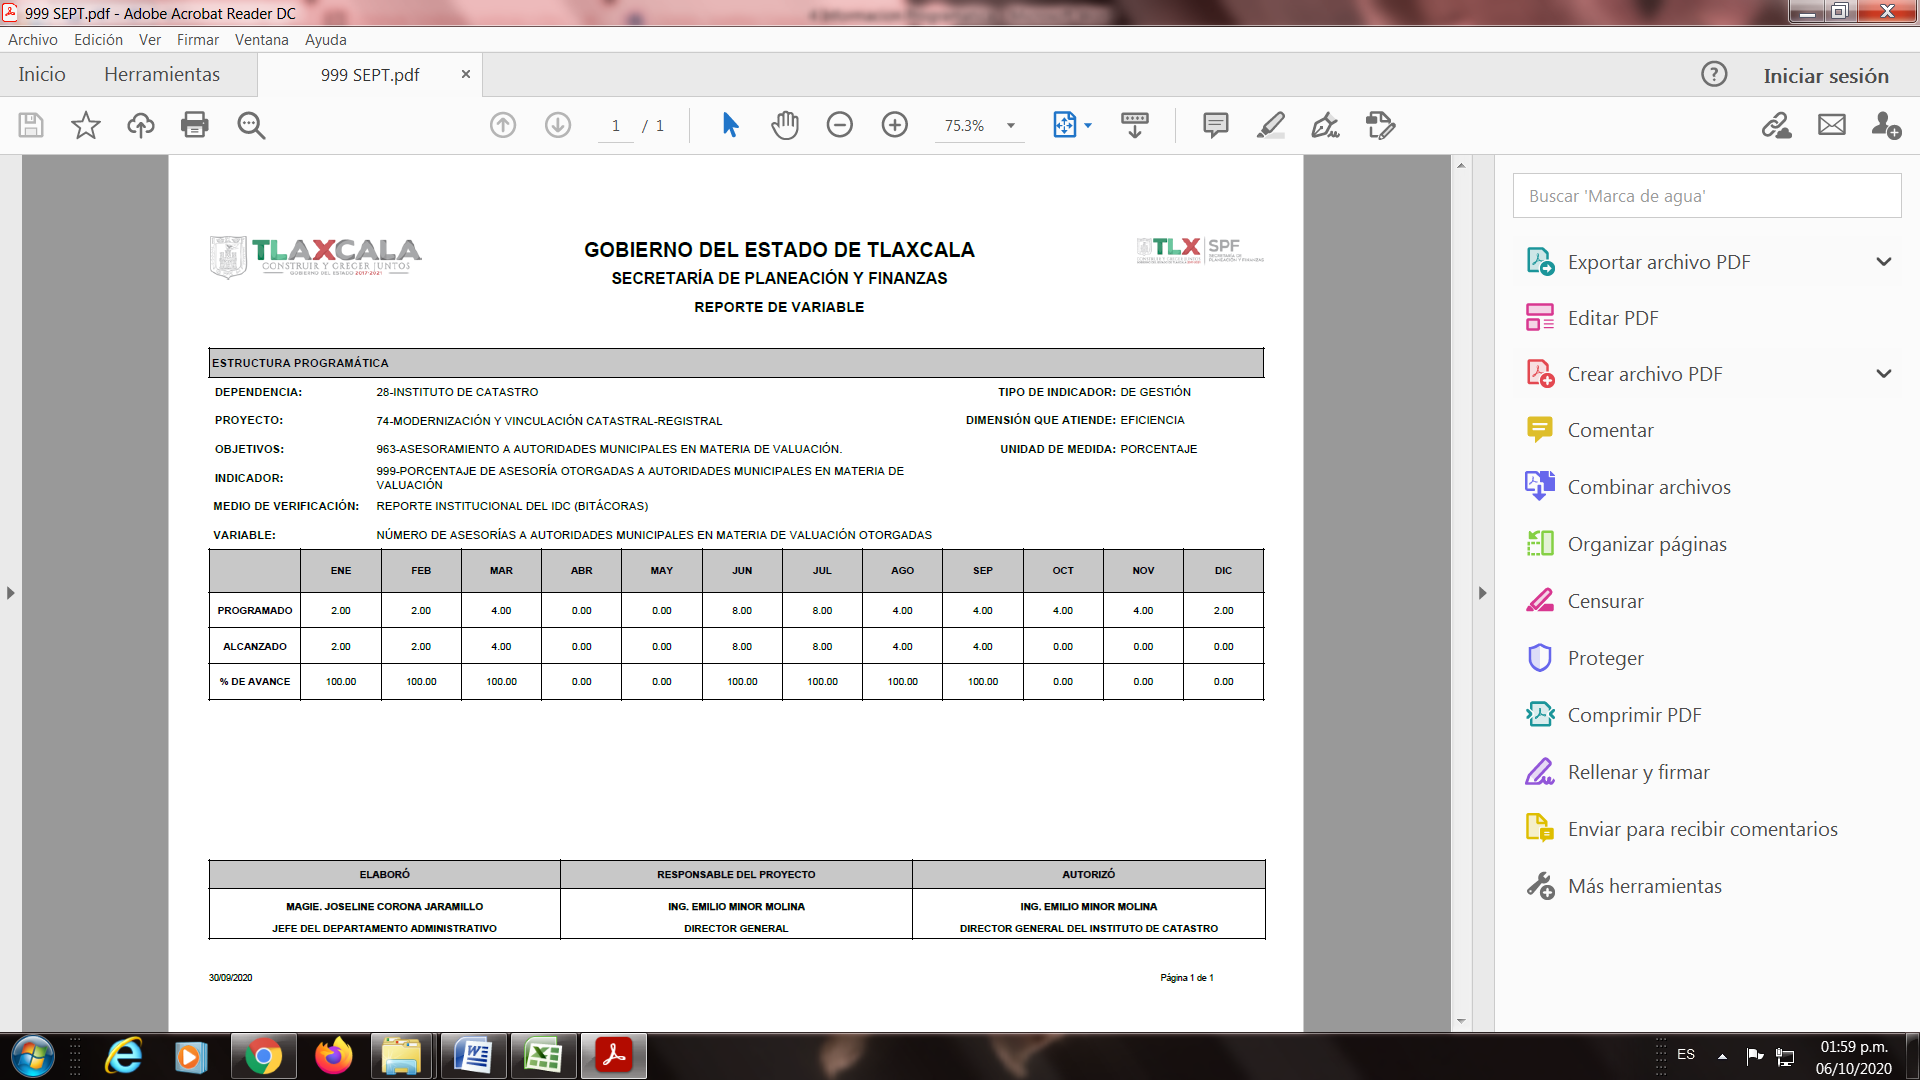 999 SEPT.pdf - Adobe Acrobat Reader DC
Archivo Edición Ver Firmar Ventana Ayuda
Inicio Herramientas 999 SEPT.pdf × Iniciar sesión
1 / 1 75.3%
Buscar 'Marca de agua'
Exportar archivo PDF
Editar PDF
Crear archivo PDF
Comentar
Combinar archivos
Organizar páginas
Censurar
Proteger
Comprimir PDF
Rellenar y firmar
Enviar para recibir comentarios
Más herramientas
TLAXCALA
CONSTRUIR Y CRECER JUNTOS
GOBIERNO DEL ESTADO 2017-2021
GOBIERNO DEL ESTADO DE TLAXCALA
SECRETARÍA DE PLANEACIÓN Y FINANZAS
REPORTE DE VARIABLE
TLX SPF
SECRETARÍA DE
PLANEACIÓN Y FINANZAS
ESTRUCTURA PROGRAMÁTICA
DEPENDENCIA: 28-INSTITUTO DE CATASTRO TIPO DE INDICADOR: DE GESTIÓN
PROYECTO: 74-MODERNIZACIÓN Y VINCULACIÓN CATASTRAL-REGISTRAL DIMENSIÓN QUE ATIENDE: EFICIENCIA
OBJETIVOS: 963-ASESORAMIENTO A AUTORIDADES MUNICIPALES EN MATERIA DE VALUACIÓN. UNIDAD DE MEDIDA: PORCENTAJE
INDICADOR: 999-PORCENTAJE DE ASESORÍA OTORGADAS A AUTORIDADES MUNICIPALES EN MATERIA DE
VALUACIÓN
MEDIO DE VERIFICACIÓN: REPORTE INSTITUCIONAL DEL IDC (BITÁCORAS)
VARIABLE: NÚMERO DE ASESORÍAS A AUTORIDADES MUNICIPALES EN MATERIA DE VALUACIÓN OTORGADAS
ENE FEB MAR ABR MAY JUN JUL AGO SEP OCT NOV DIC
PROGRAMADO 2.00 2.00 4.00 0.00 0.00 8.00 8.00 4.00 4.00 4.00 4.00 2.00
ALCANZADO 2.00 2.00 4.00 0.00 0.00 8.00 8.00 4.00 4.00 0.00 0.00 0.00
% DE AVANCE 100.00 100.00 100.00 0.00 0.00 100.00 100.00 100.00 100.00 0.00 0.00 0.00
ELABORÓ RESPONSABLE DEL PROYECTO AUTORIZÓ
MAGIE. JOSELINE CORONA JARAMILLO ING. EMILIO MINOR MOLINA ING. EMILIO MINOR MOLINA
JEFE DEL DEPARTAMENTO ADMINISTRATIVO DIRECTOR GENERAL DIRECTOR GENERAL DEL INSTITUTO DE CATASTRO
30/09/2020 Página 1 de 1
ES 01:59 p.m.
06/10/2020